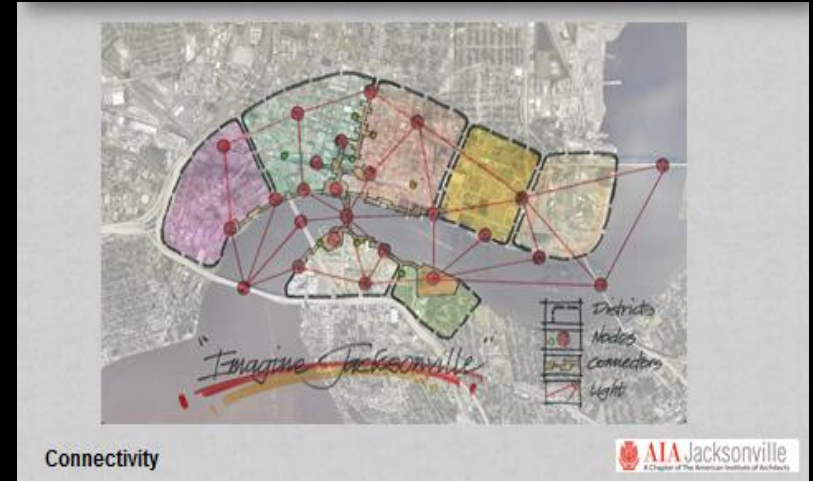 Districts
Nodes
Connectors
Light
"Imagine Jacksonville"
Connectivity
AIA Jacksonville
A Chapter of The American Institute of Architects